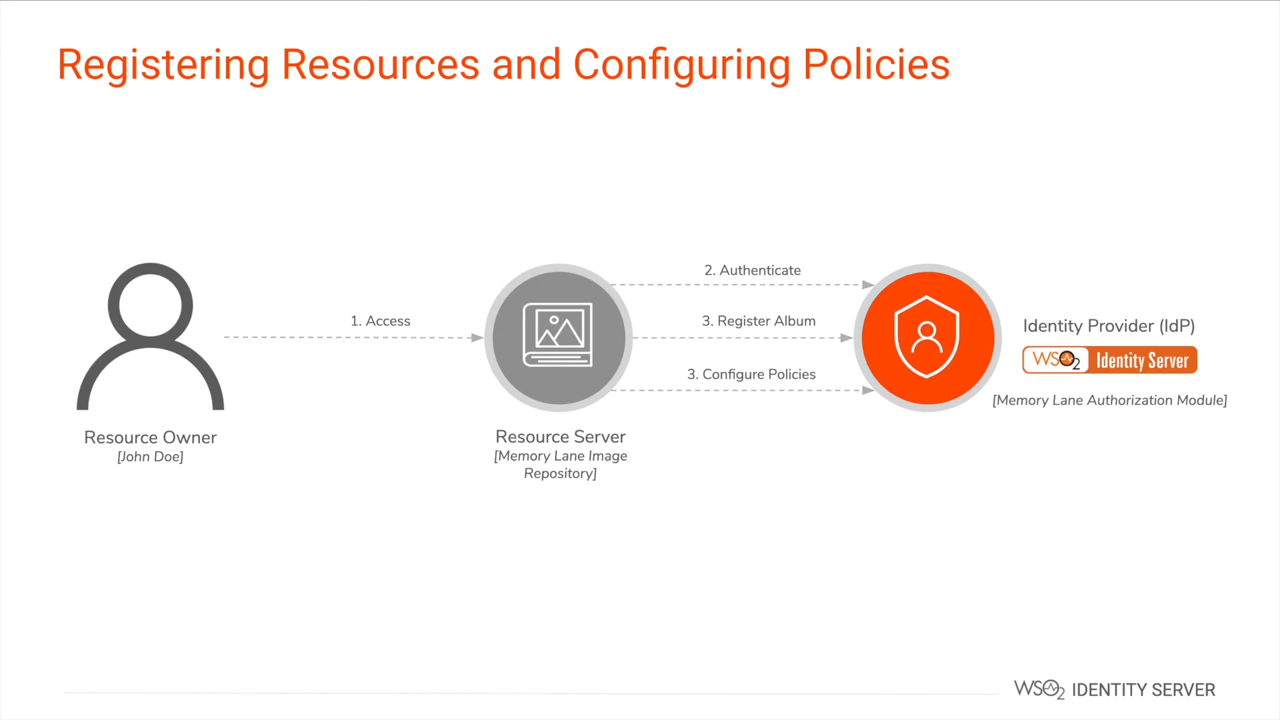 Registering Resources and Configuring Policies
1. Access
2. Authenticate
3. Register Album
3. Configure Policies
Resource Owner
[John Doe]
Resource Server
[Memory Lane Image
Repository]
Identity Provider (IdP)
WSO2 Identity Server
[Memory Lane Authorization Module]
WSO2 IDENTITY SERVER